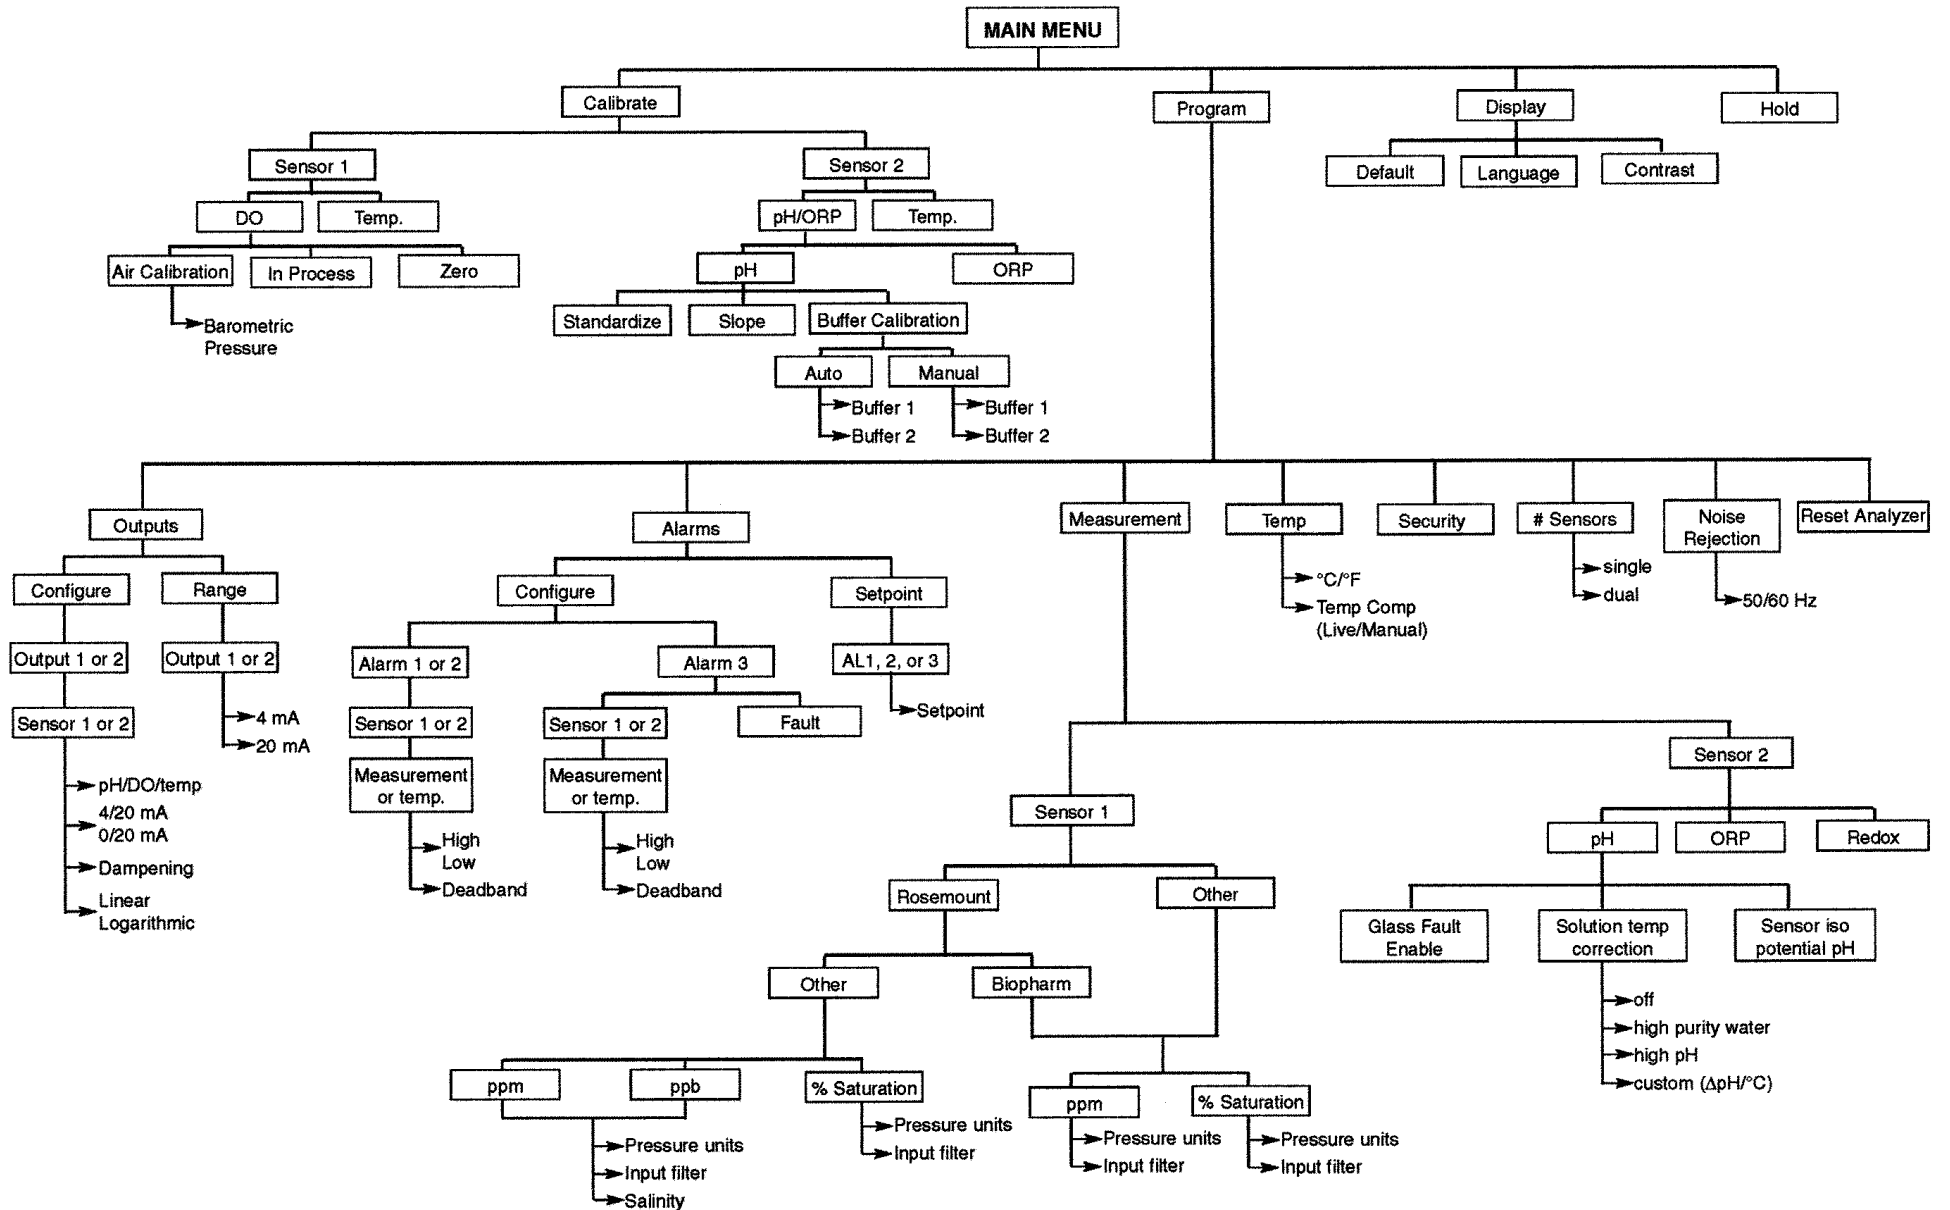 MAIN MENU
Calibrate
Program
Display
Hold
Sensor 1
Sensor 2
Default
Language
Contrast
DO
Temp.
pH/ORP
Temp.
Air Calibration
In Process
Zero
pH
ORP
Barometric
Pressure
Standardize
Slope
Buffer Calibration
Auto
Manual
Buffer 1
Buffer 2
Buffer 1
Buffer 2
Outputs
Alarms
Measurement
Temp
Security
# Sensors
Noise
Rejection
Reset Analyzer
°C/°F
Temp Comp
(Live/Manual)
single
dual
50/60 Hz
Configure
Range
Output 1 or 2
Output 1 or 2
Sensor 1 or 2
4 mA
20 mA
pH/DO/temp
4/20 mA
0/20 mA
Dampening
Linear
Logarithmic
Configure
Setpoint
Alarm 1 or 2
Alarm 3
AL1, 2, or 3
Setpoint
Sensor 1 or 2
Sensor 1 or 2
Fault
Measurement
or temp.
Measurement
or temp.
High
Low
Deadband
High
Low
Deadband
Sensor 1
Sensor 2
Rosemount
Other
pH
ORP
Redox
Other
Biopharm
Glass Fault
Enable
Solution temp
correction
Sensor iso
potential pH
off
high purity water
high pH
custom (ΔpH/°C)
ppm
ppb
% Saturation
Pressure units
Input filter
Salinity
Pressure units
Input filter
ppm
% Saturation
Pressure units
Input filter
Pressure units
Input filter